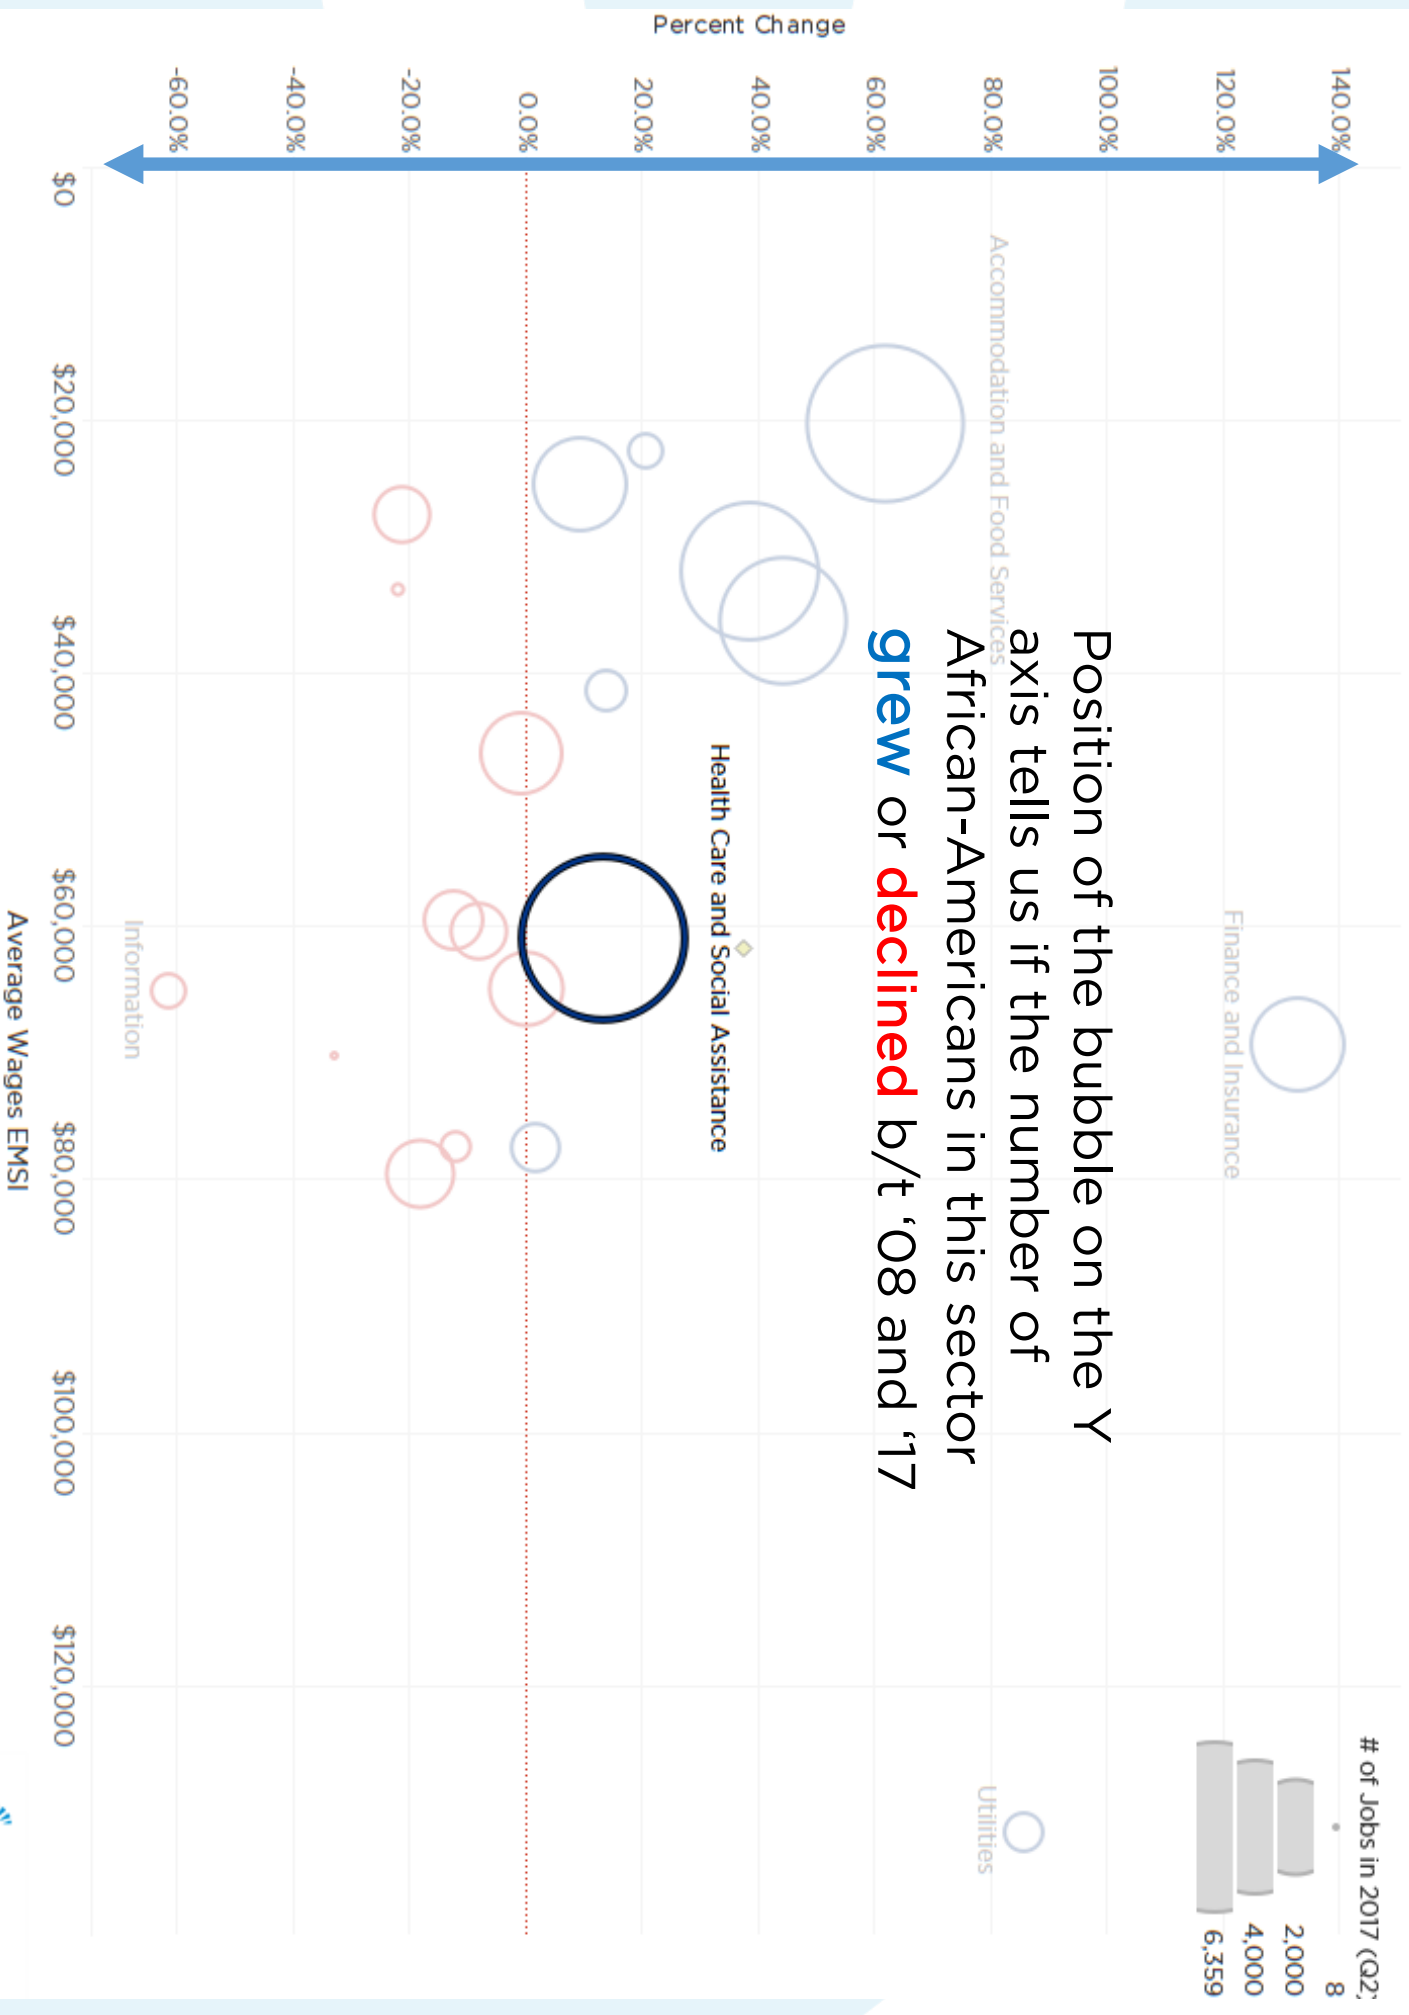 Percent Change
140.0%
120.0%
100.0%
80.0%
60.0%
40.0%
20.0%
0.0%
-20.0%
-40.0%
-60.0%
# of Jobs in 2017 (Q2)
8
2,000
4,000
6,359
Finance and Insurance
Position of the bubble on the Y
axis tells us if the number of
African-Americans in this sector
grew or declined b/t ‘08 and ‘17
Accommodation and Food Services
Utilities
Health Care and Social Assistance
Information
$0
$20,000
$40,000
$60,000
$80,000
$100,000
$120,000
Average Wages EMSI